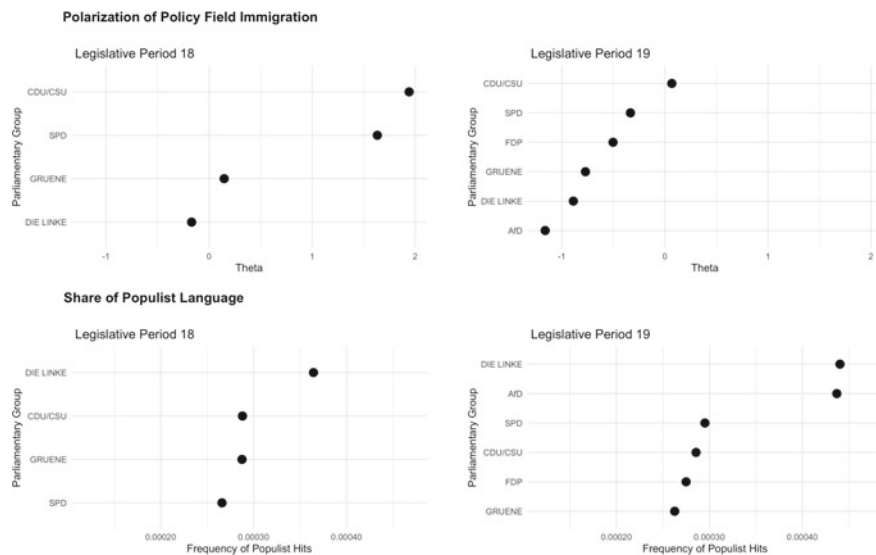 Polarization of Policy Field Immigration
Legislative Period 18
Parliamentary Group
CDU/CSU
SPD
GRUENE
DIE LINKE
-1 0 1 2
Theta
Legislative Period 19
Parliamentary Group
CDU/CSU
SPD
FDP
GRUENE
DIE LINKE
AfD
-1 0 1 2
Theta
Share of Populist Language
Legislative Period 18
Parliamentary Group
DIE LINKE
CDU/CSU
GRUENE
SPD
0.00020 0.00030 0.00040
Frequency of Populist Hits
Legislative Period 19
Parliamentary Group
DIE LINKE
AfD
SPD
CDU/CSU
FDP
GRUENE
0.00020 0.00030 0.00040
Frequency of Populist Hits